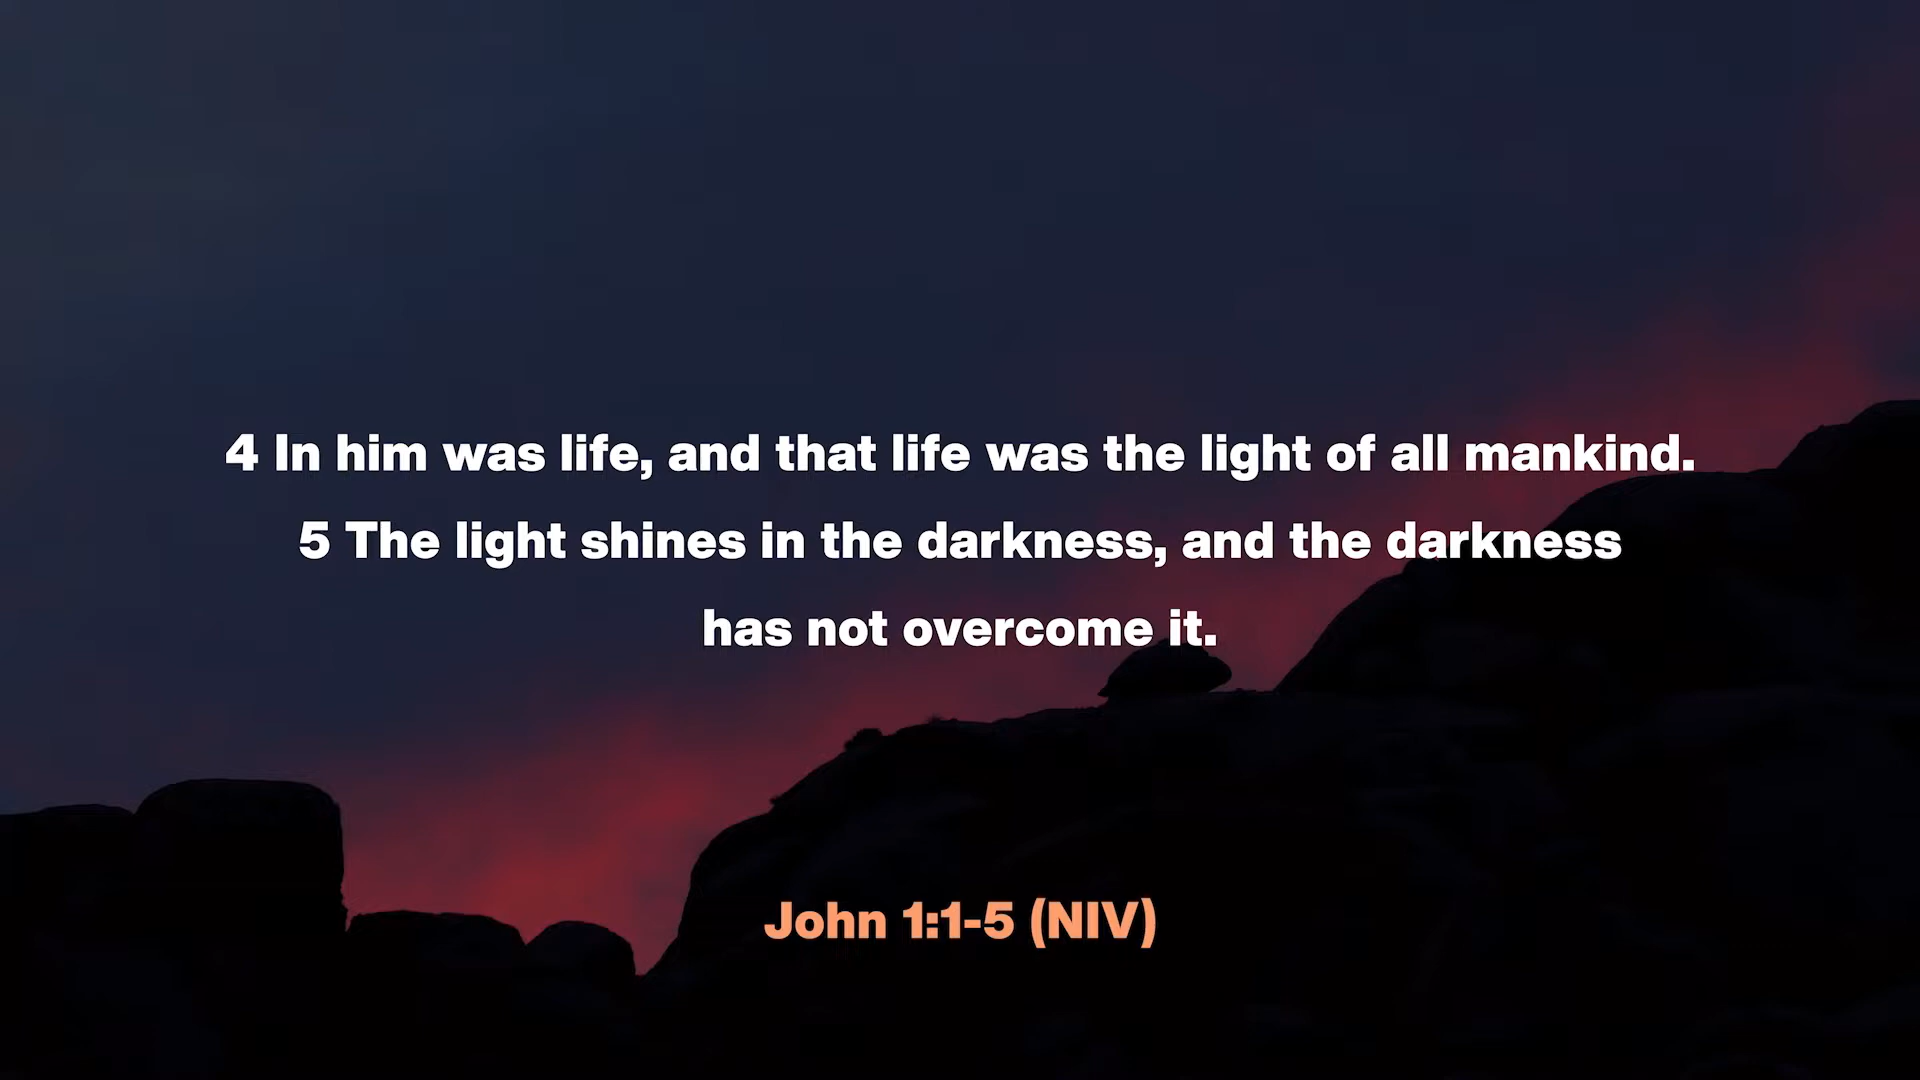 4 In him was life, and that life was the light of all mankind.
5 The light shines in the darkness, and the darkness
has not overcome it.
John 1:1-5 (NIV)